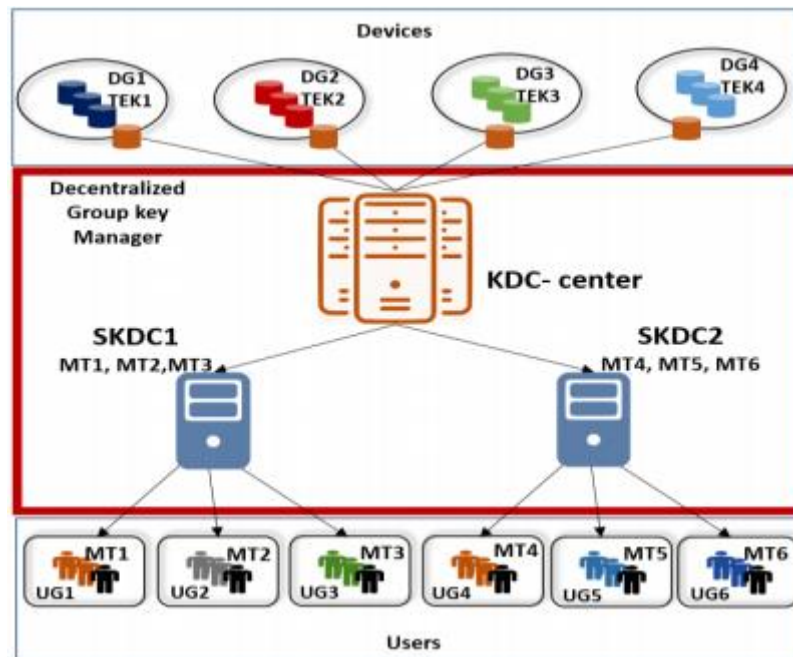 Devices
DG1
TEK1
DG2
TEK2
DG3
TEK3
DG4
TEK4
Decentralized
Group key
Manager
KDC- center
SKDC1
MT1, MT2,MT3
SKDC2
MT4, MT5, MT6
MT1
UG1
MT2
UG2
MT3
UG3
MT4
UG4
MT5
UG5
MT6
UG6
Users